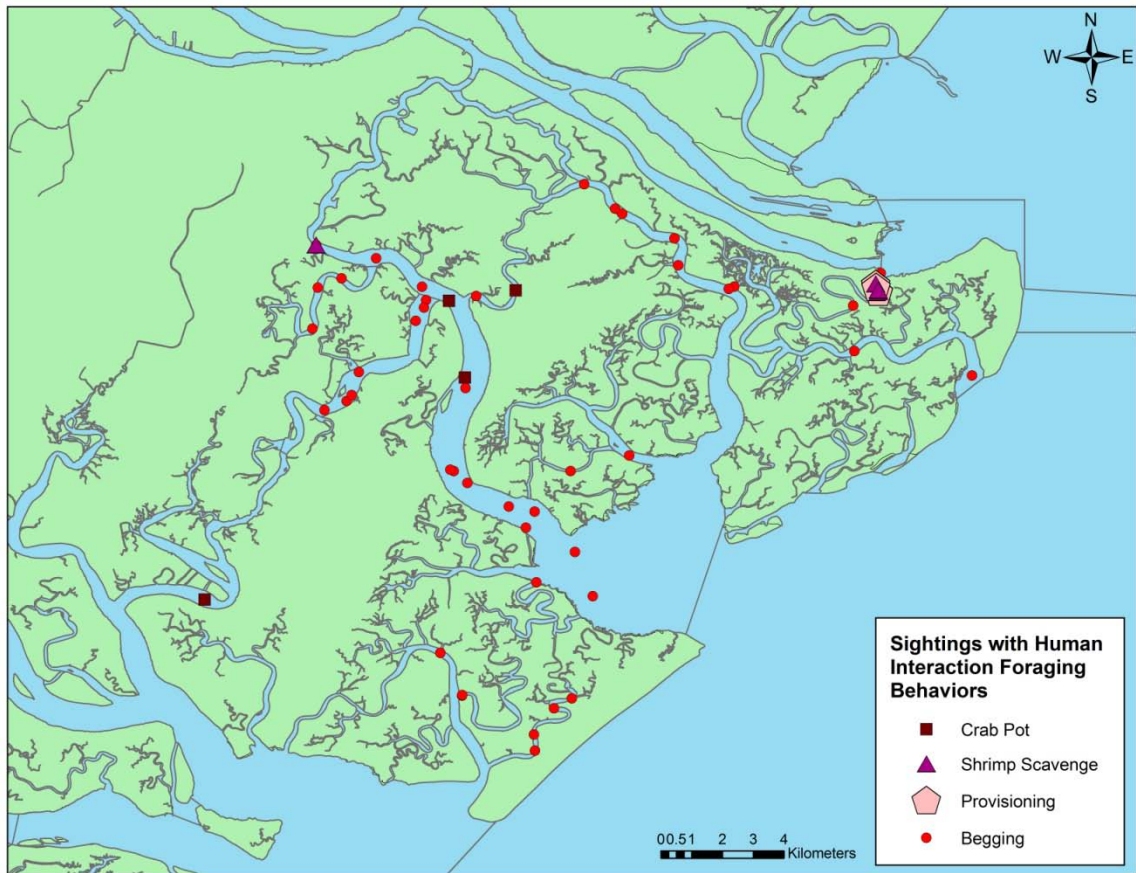 N
W E
S
Sightings with Human
Interaction Foraging
Behaviors
Crab Pot
Shrimp Scavenge
Provisioning
Begging
00.51 2 3 4
Kilometers